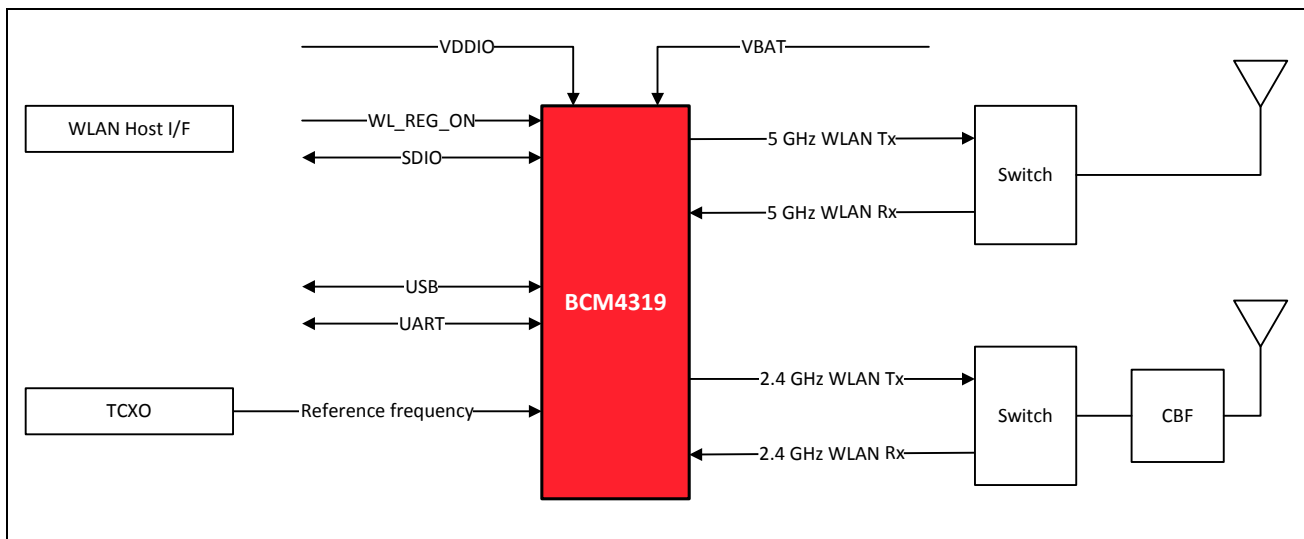 VDDIO
VBAT
WLAN Host I/F
WL_REG_ON
SDIO
5 GHz WLAN Tx
Switch
5 GHz WLAN Rx
USB
BCM4319
UART
2.4 GHz WLAN Tx
TCXO
Reference frequency
Switch
CBF
2.4 GHz WLAN Rx